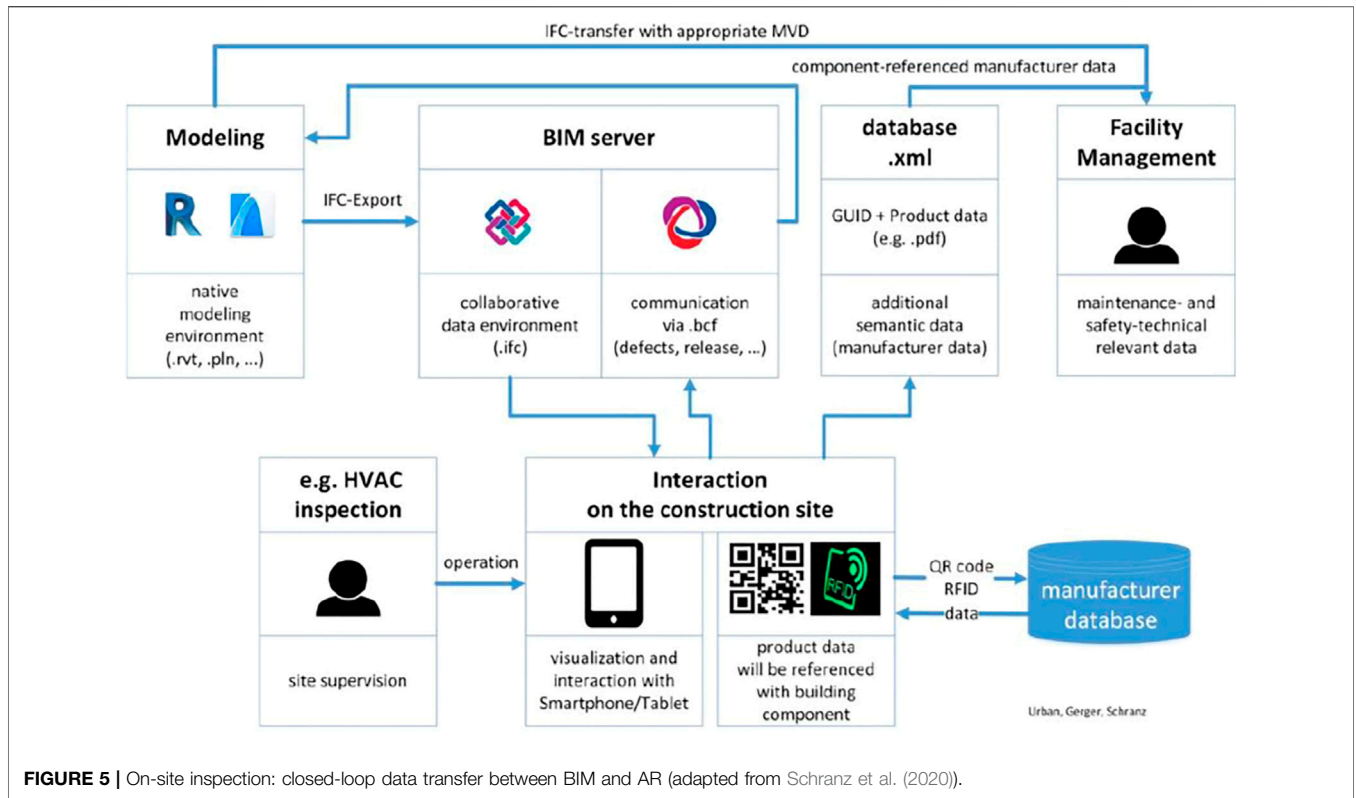 IFC-transfer with appropriate MVD
component-referenced manufacturer data
Modeling
IFC-Export
native
modeling
environment
(.rvt, .pln, ...)
BIM server
collaborative
data environment
(.ifc)
communication
via .bcf
(defects, release, ...)
database
.xml
GUID + Product data
(e.g. .pdf)
additional
semantic data
(manufacturer data)
Facility
Management
maintenance- and
safety-technical
relevant data
e.g. HVAC
inspection
site supervision
operation
Interaction
on the construction site
visualization and
interaction with
Smartphone/Tablet
RFID
product data
will be referenced
with building
component
QR code
RFID
data
manufacturer
database
Urban, Gerger, Schranz
FIGURE 5 | On-site inspection: closed-loop data transfer between BIM and AR (adapted from Schranz et al. (2020)).